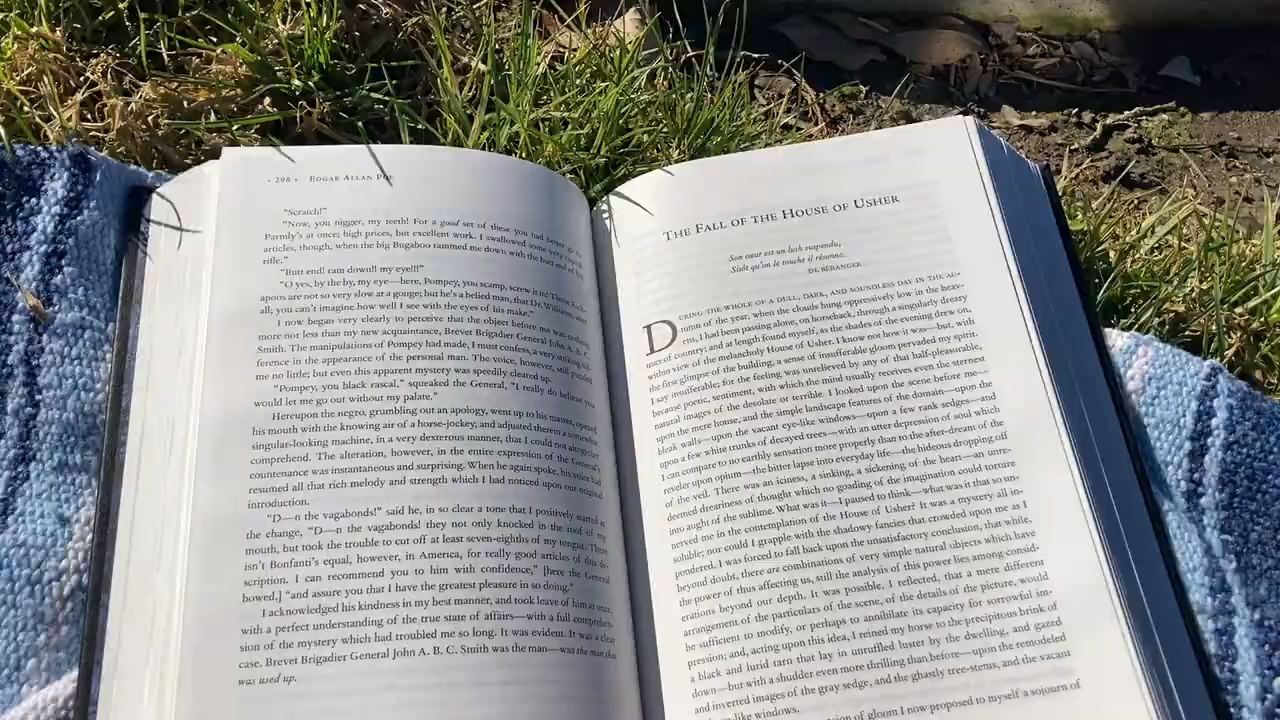 • 298 • EDGAR ALLAN POE
"Scratch!"
"Now, you nigger, my teeth! For a good set of these you had better go to
Parmly's at once; high prices, but excellent work. I swallowed some very capital
articles, though, when the big Bugaboo rammed me down with the butt end of his
rifle."
"Butt end! ram down!! my eye!!!"
"O yes, by the by, my eye—here, Pompey, you scamp, screw it in! Those Kick-
apoos are not so very slow at a gouge; but he's a belied man, that Dr. Williams, after
all; you can't imagine how well I see with the eyes of his make."
I now began very clearly to perceive that the object before me was nothing
more nor less than my new acquaintance, Brevet Brigadier General John A. B. C.
Smith. The manipulations of Pompey had made, I must confess, a very striking dif-
ference in the appearance of the personal man. The voice, however, still puzzled
me no little; but even this apparent mystery was speedily cleared up.
"Pompey, you black rascal," squeaked the General, "I really do believe you
would let me go out without my palate."
Hereupon the negro, grumbling out an apology, went up to his master, opened
his mouth with the knowing air of a horse-jockey, and adjusted therein a somewhat
singular-looking machine, in a very dexterous manner, that I could not altogether
comprehend. The alteration, however, in the entire expression of the General's
countenance was instantaneous and surprising. When he again spoke, his voice had
resumed all that rich melody and strength which I had noticed upon our original
introduction.
"D—n the vagabonds!" said he, in so clear a tone that I positively started at
the change, "D—n the vagabonds! they not only knocked in the roof of my
mouth, but took the trouble to cut off at least seven-eighths of my tongue. There
isn't Bonfanti's equal, however, in America, for really good articles of this de-
scription. I can recommend you to him with confidence," [here the General
bowed,] "and assure you that I have the greatest pleasure in so doing."
I acknowledged his kindness in my best manner, and took leave of him at once,
with a perfect understanding of the true state of affairs—with a full comprehen-
sion of the mystery which had troubled me so long. It was evident. It was a clear
case. Brevet Brigadier General John A. B. C. Smith was the man—was the man that
was used up.
THE FALL OF THE HOUSE OF USHER
Son cœur est un luth suspendu;
Sitôt qu'on le touche il résonne.
DE BÉRANGER
DURING THE WHOLE OF A DULL, DARK, AND SOUNDLESS DAY IN THE AU-
tumn of the year, when the clouds hung oppressively low in the heav-
ens, I had been passing alone, on horseback, through a singularly dreary
tract of country; and at length found myself, as the shades of the evening drew on,
within view of the melancholy House of Usher. I know not how it was—but, with
the first glimpse of the building, a sense of insufferable gloom pervaded my spirit.
I say insufferable; for the feeling was unrelieved by any of that half-pleasurable,
because poetic, sentiment, with which the mind usually receives even the sternest
natural images of the desolate or terrible. I looked upon the scene before me—
upon the mere house, and the simple landscape features of the domain—upon the
bleak walls—upon the vacant eye-like windows—upon a few rank sedges—and
upon a few white trunks of decayed trees—with an utter depression of soul which
I can compare to no earthly sensation more properly than to the after-dream of the
reveler upon opium—the bitter lapse into everyday life—the hideous dropping off
of the veil. There was an iciness, a sinking, a sickening of the heart—an unre-
deemed dreariness of thought which no goading of the imagination could torture
into aught of the sublime. What was it—I paused to think—what was it that so un-
nerved me in the contemplation of the House of Usher? It was a mystery all in-
soluble; nor could I grapple with the shadowy fancies that crowded upon me as I
pondered. I was forced to fall back upon the unsatisfactory conclusion, that while,
beyond doubt, there are combinations of very simple natural objects which have
the power of thus affecting us, still the analysis of this power lies among consid-
erations beyond our depth. It was possible, I reflected, that a mere different
arrangement of the particulars of the scene, of the details of the picture, would
be sufficient to modify, or perhaps to annihilate its capacity for sorrowful im-
pression; and, acting upon this idea, I reined my horse to the precipitous brink of
a black and lurid tarn that lay in unruffled luster by the dwelling, and gazed
down—but with a shudder even more thrilling than before—upon the remodeled
and inverted images of the gray sedge, and the ghastly tree-stems, and the vacant
eye-like windows.
of gloom I now proposed to myself a sojourn of